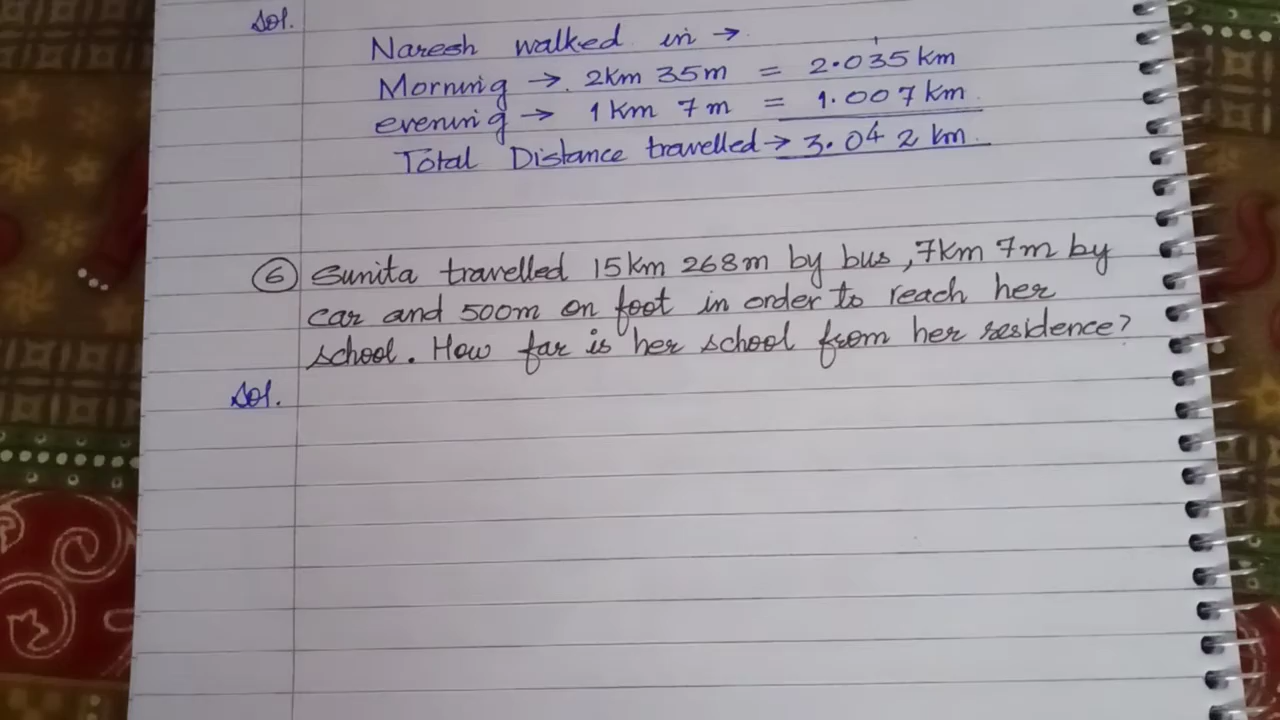 Sol.
Naresh walked in →
Morning → 2km 35m = 2.035 km
1
evening → 1 km 7 m = 1.007 km
Total Distance travelled → 3.042 km.
6 Sunita travelled 15km 268m by bus, 7km 7m by
car and 500m on foot in order to reach her
school. How far is her school from her residence?
Sol.